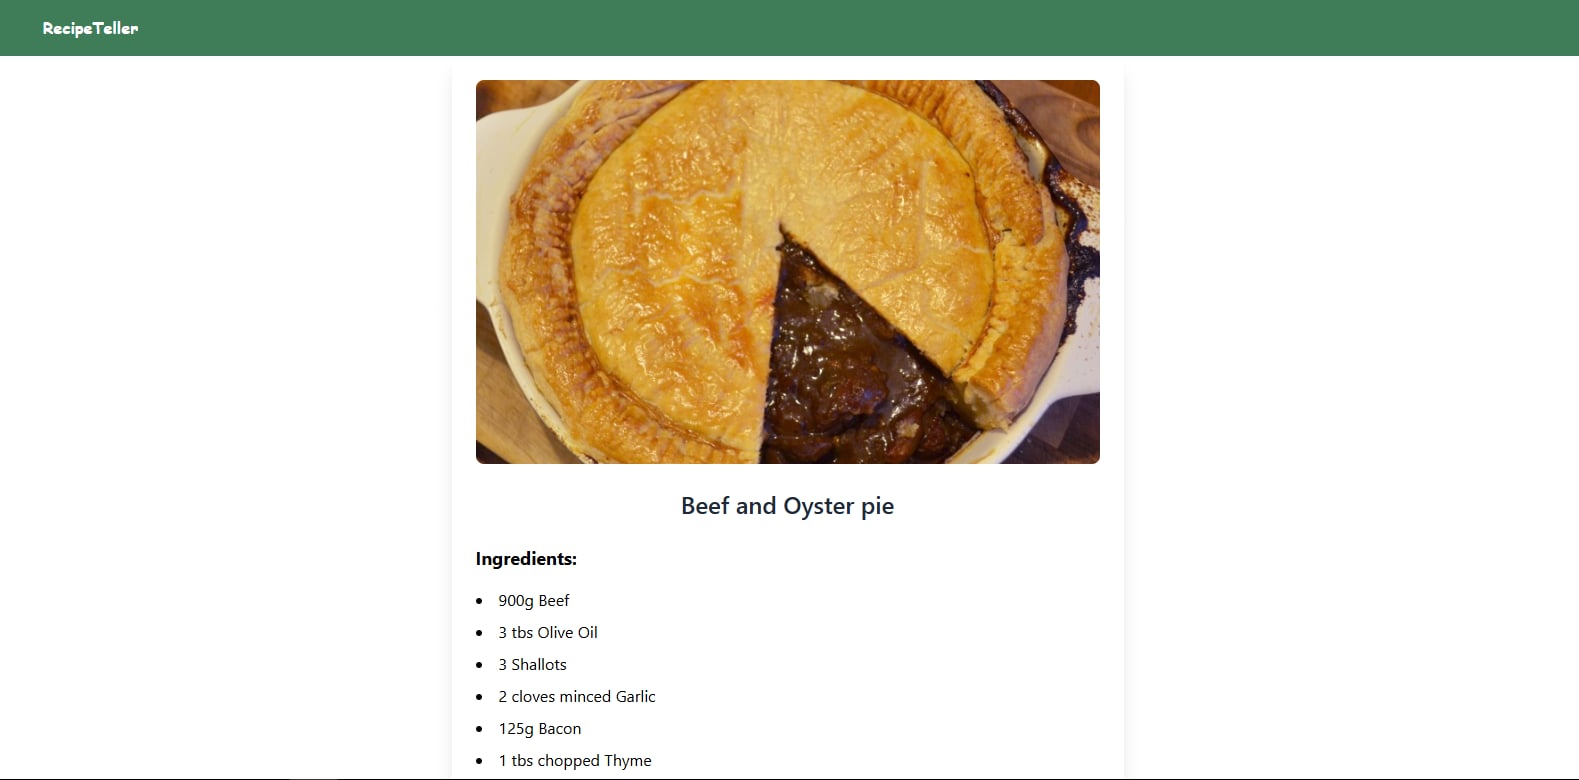 RecipeTeller
Beef and Oyster pie
Ingredients:
900g Beef
3 tbs Olive Oil
3 Shallots
2 cloves minced Garlic
125g Bacon
1 tbs chopped Thyme